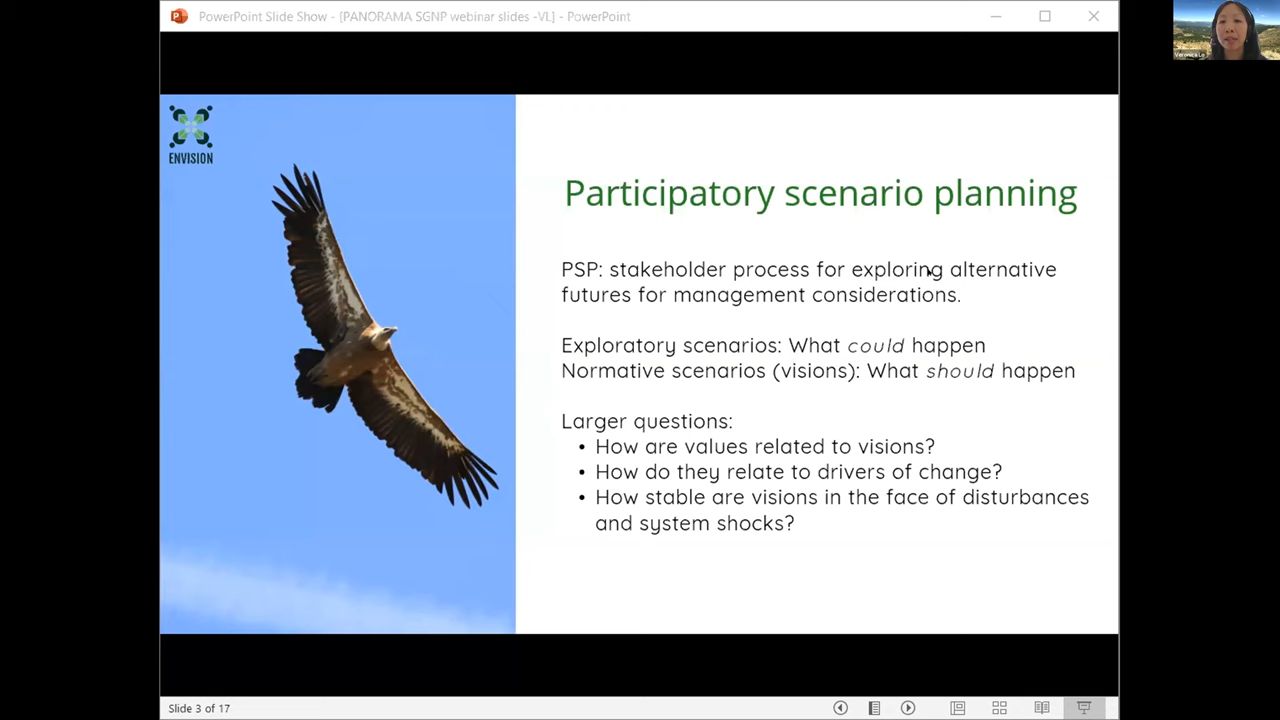 PowerPoint Slide Show - [PANORAMA SGNP webinar slides -VL] - PowerPoint
Veronica Lo
ENVISION
Participatory scenario planning
PSP: stakeholder process for exploring alternative
futures for management considerations.
Exploratory scenarios: What could happen
Normative scenarios (visions): What should happen
Larger questions:
• How are values related to visions?
• How do they relate to drivers of change?
• How stable are visions in the face of disturbances
and system shocks?
Slide 3 of 17